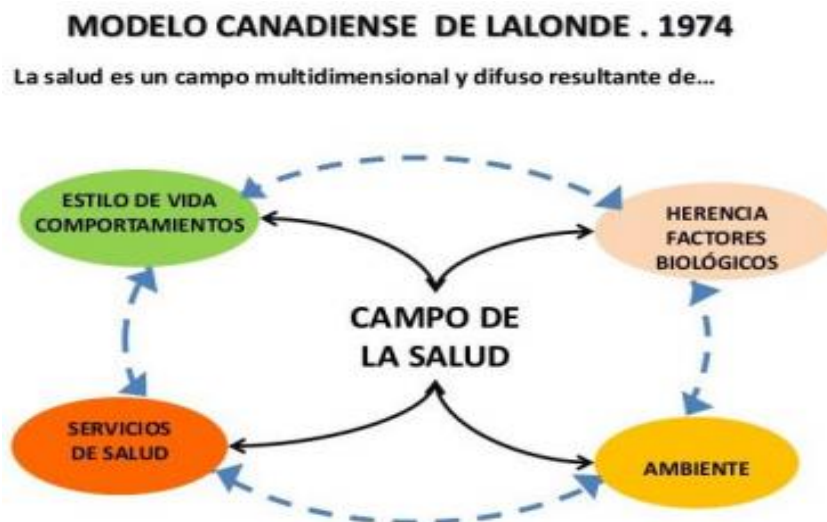 MODELO CANADIENSE DE LALONDE . 1974
La salud es un campo multidimensional y difuso resultante de...
ESTILO DE VIDA
COMPORTAMIENTOS
HERENCIA
FACTORES
BIOLÓGICOS
CAMPO DE
LA SALUD
SERVICIOS
DE SALUD
AMBIENTE